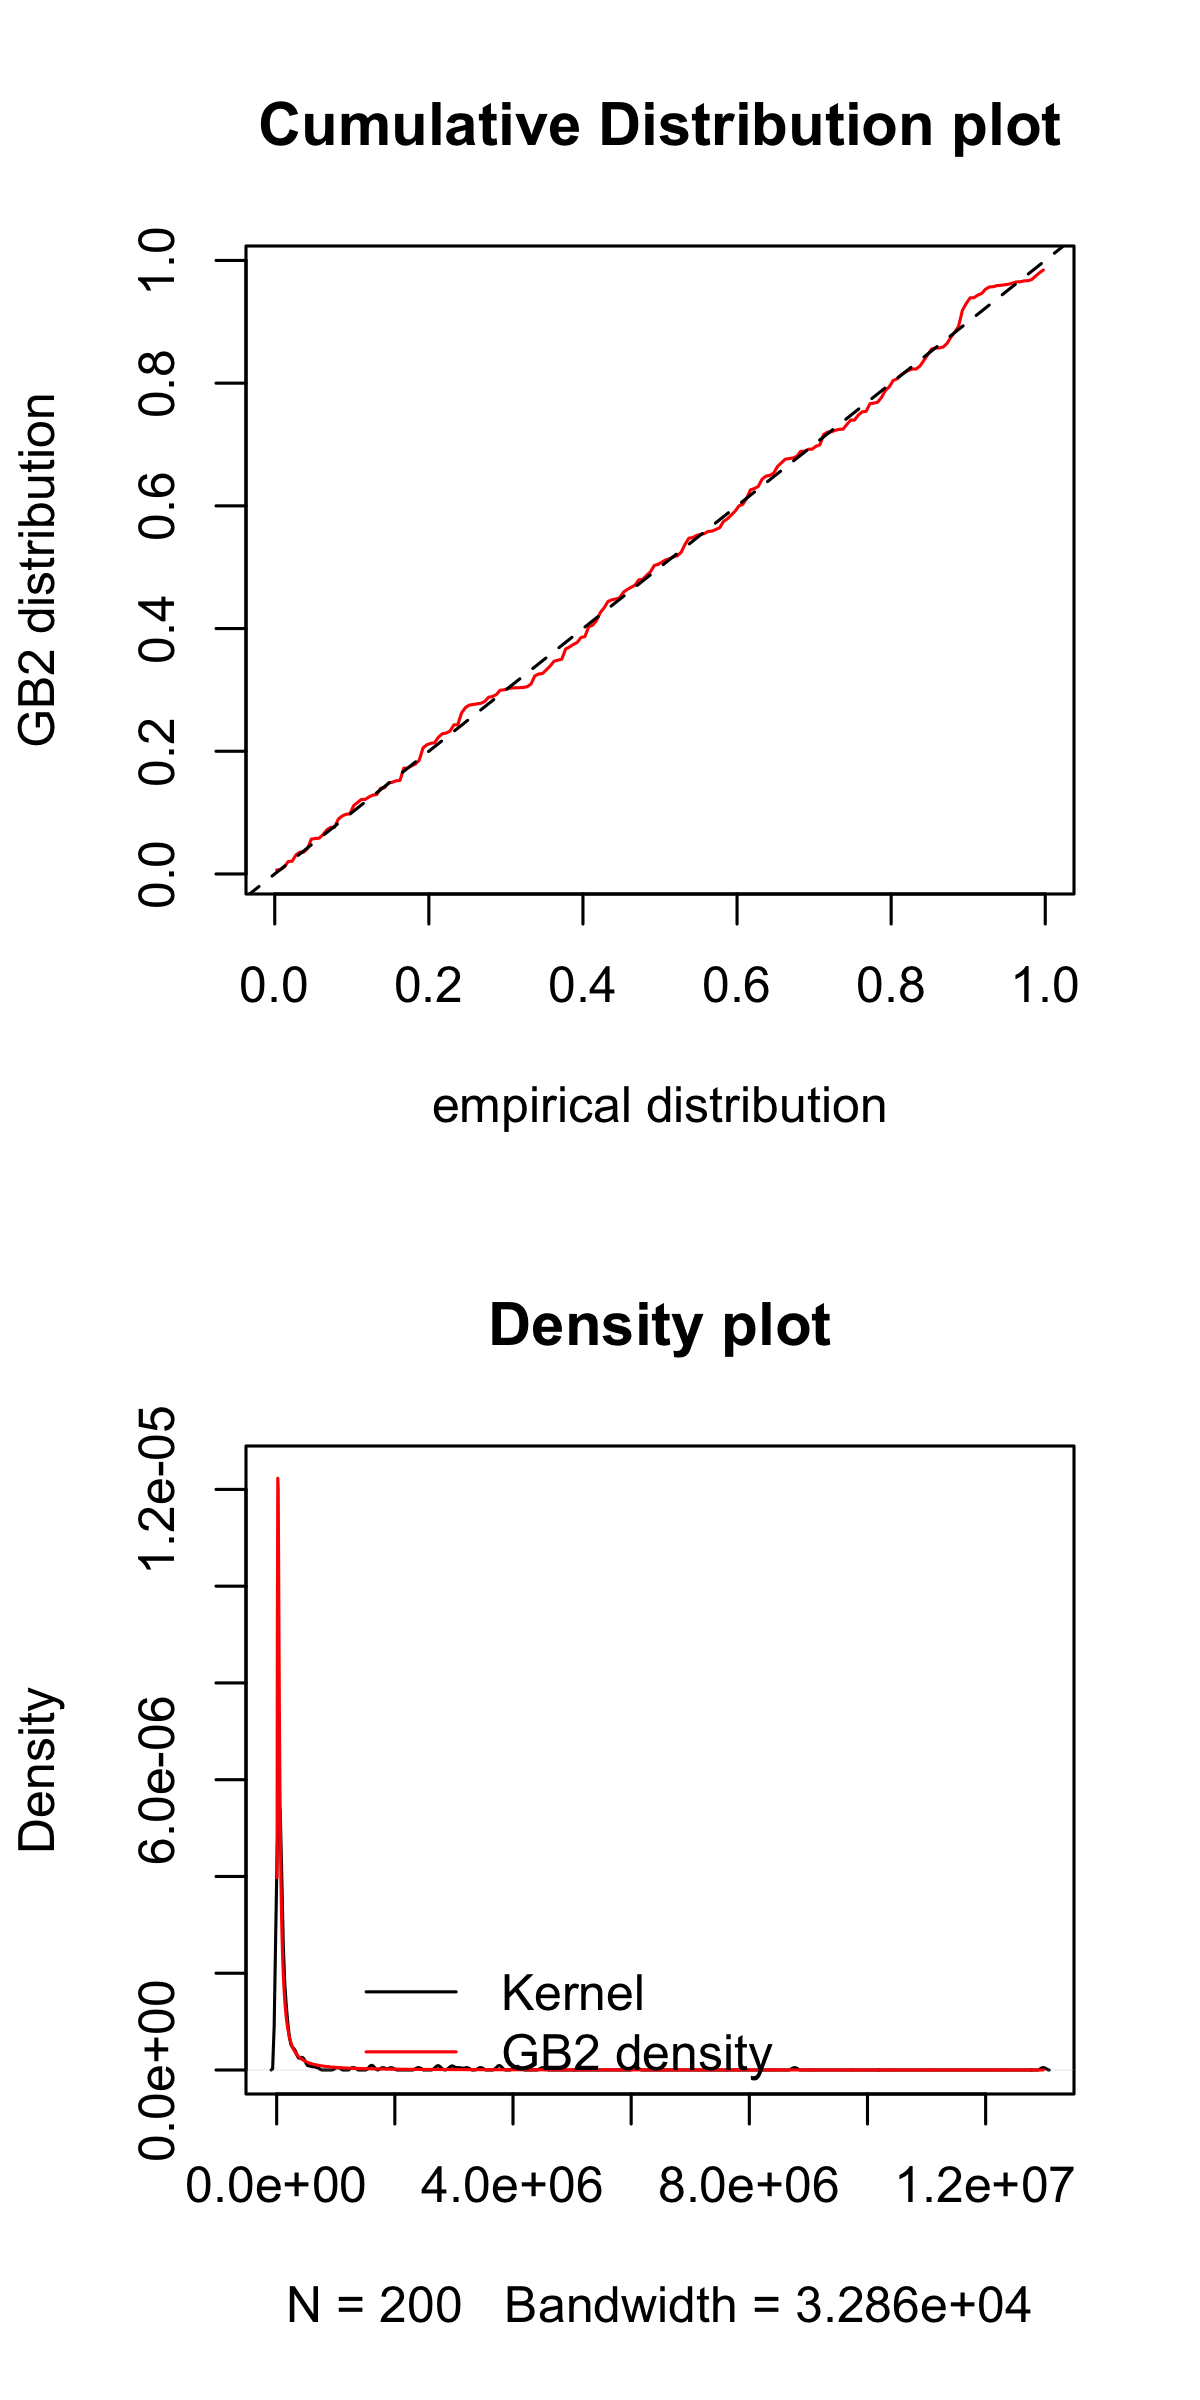 Cumulative Distribution plot
GB2 distribution
1.0
0.8
0.6
0.4
0.2
0.0
0.0 0.2 0.4 0.6 0.8 1.0
empirical distribution
Density plot
Density
1.2e-05
6.0e-06
0.0e+00
Kernel
GB2 density
0.0e+00 4.0e+06 8.0e+06 1.2e+07
N = 200 Bandwidth = 3.286e+04